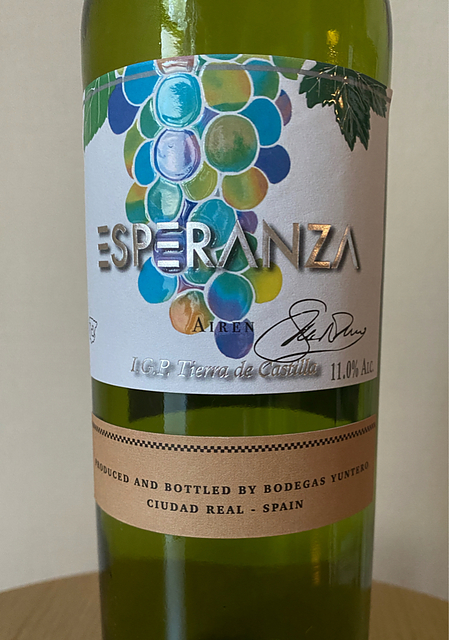 ESPERANZA
AIREN
I.G.P. Tierra de Castilla
11.0% ALC.
PRODUCED AND BOTTLED BY BODEGAS YUNTERO
CIUDAD REAL - SPAIN